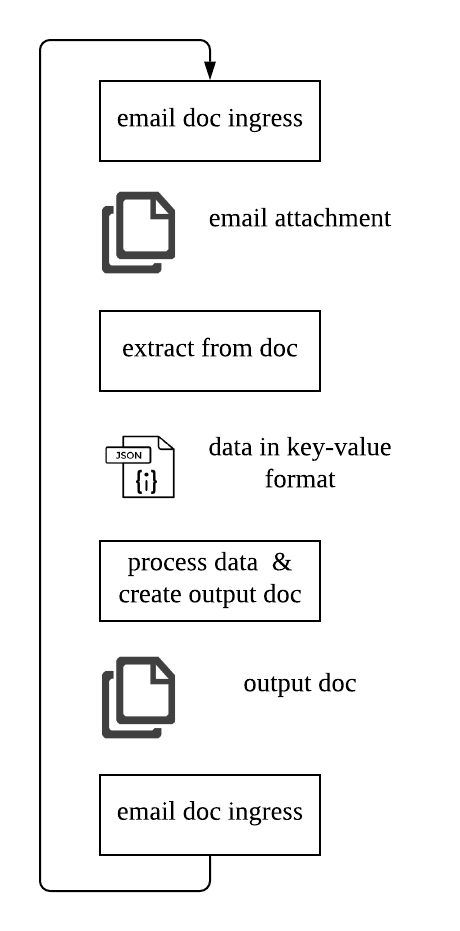 email doc ingress
email attachment
extract from doc
JSON
{i}
data in key-value
format
process data  &
create output doc
output doc
email doc ingress